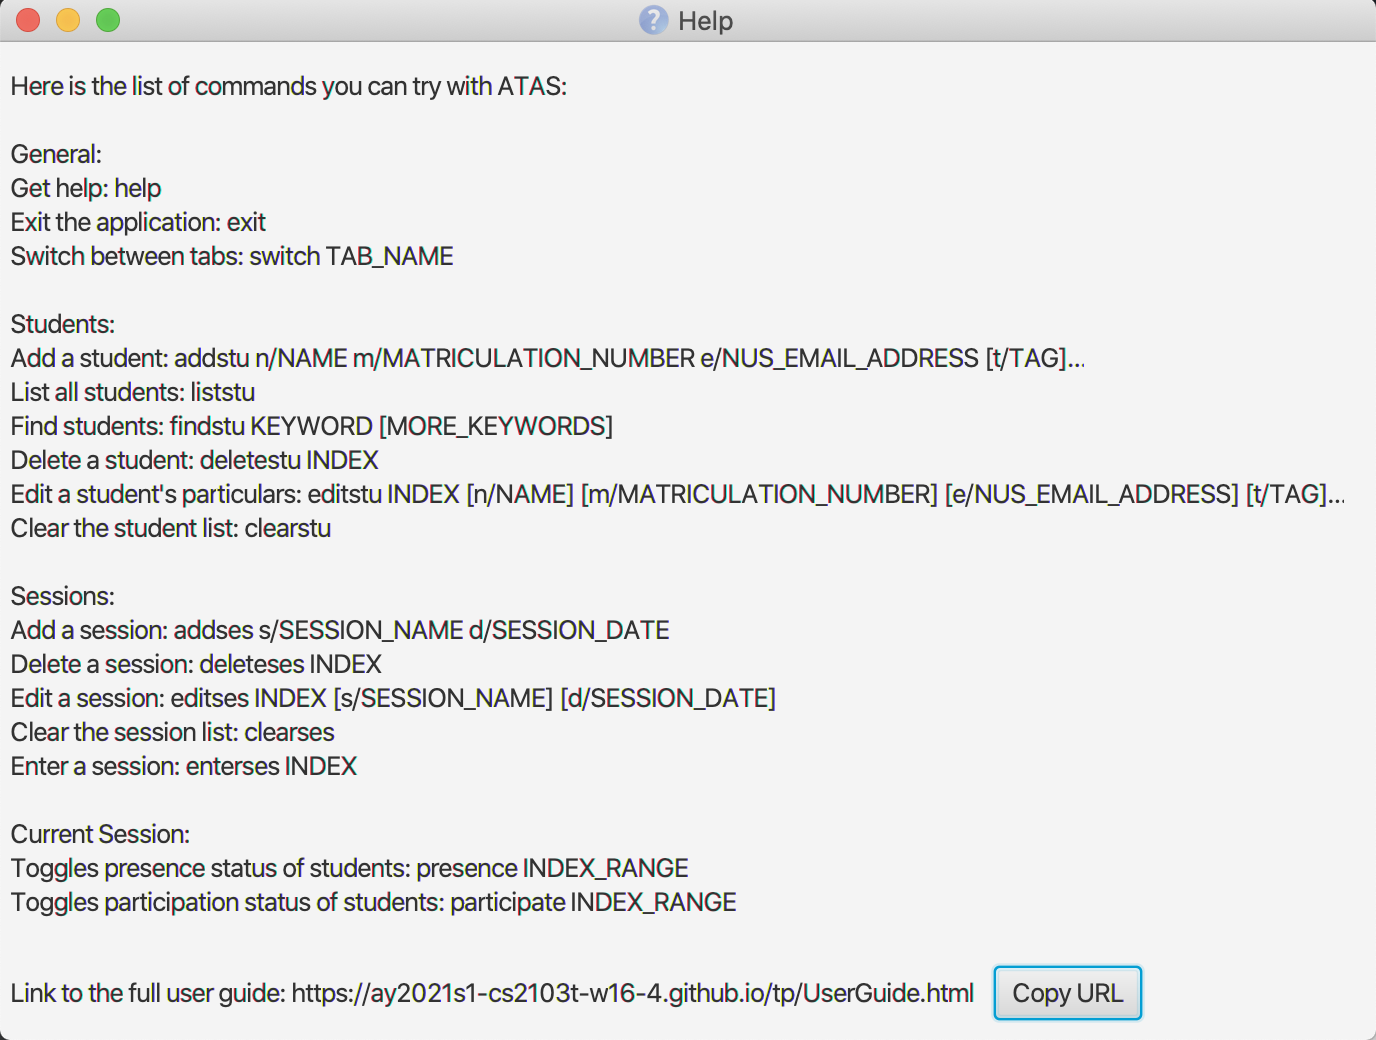 Help
Here is the list of commands you can try with ATAS:
General:
Get help: help
Exit the application: exit
Switch between tabs: switch TAB_NAME
Students:
Add a student: addstu n/NAME m/MATRICULATION_NUMBER e/NUS_EMAIL_ADDRESS [t/TAG]...
List all students: liststu
Find students: findstu KEYWORD [MORE_KEYWORDS]
Delete a student: deletestu INDEX
Edit a student's particulars: editstu INDEX [n/NAME] [m/MATRICULATION_NUMBER] [e/NUS_EMAIL_ADDRESS] [t/TAG]...
Clear the student list: clearstu
Sessions:
Add a session: addses s/SESSION_NAME d/SESSION_DATE
Delete a session: deleteses INDEX
Edit a session: editses INDEX [s/SESSION_NAME] [d/SESSION_DATE]
Clear the session list: clearses
Enter a session: enterses INDEX
Current Session:
Toggles presence status of students: presence INDEX_RANGE
Toggles participation status of students: participate INDEX_RANGE
Link to the full user guide: https://ay2021s1-cs2103t-w16-4.github.io/tp/UserGuide.html
Copy URL